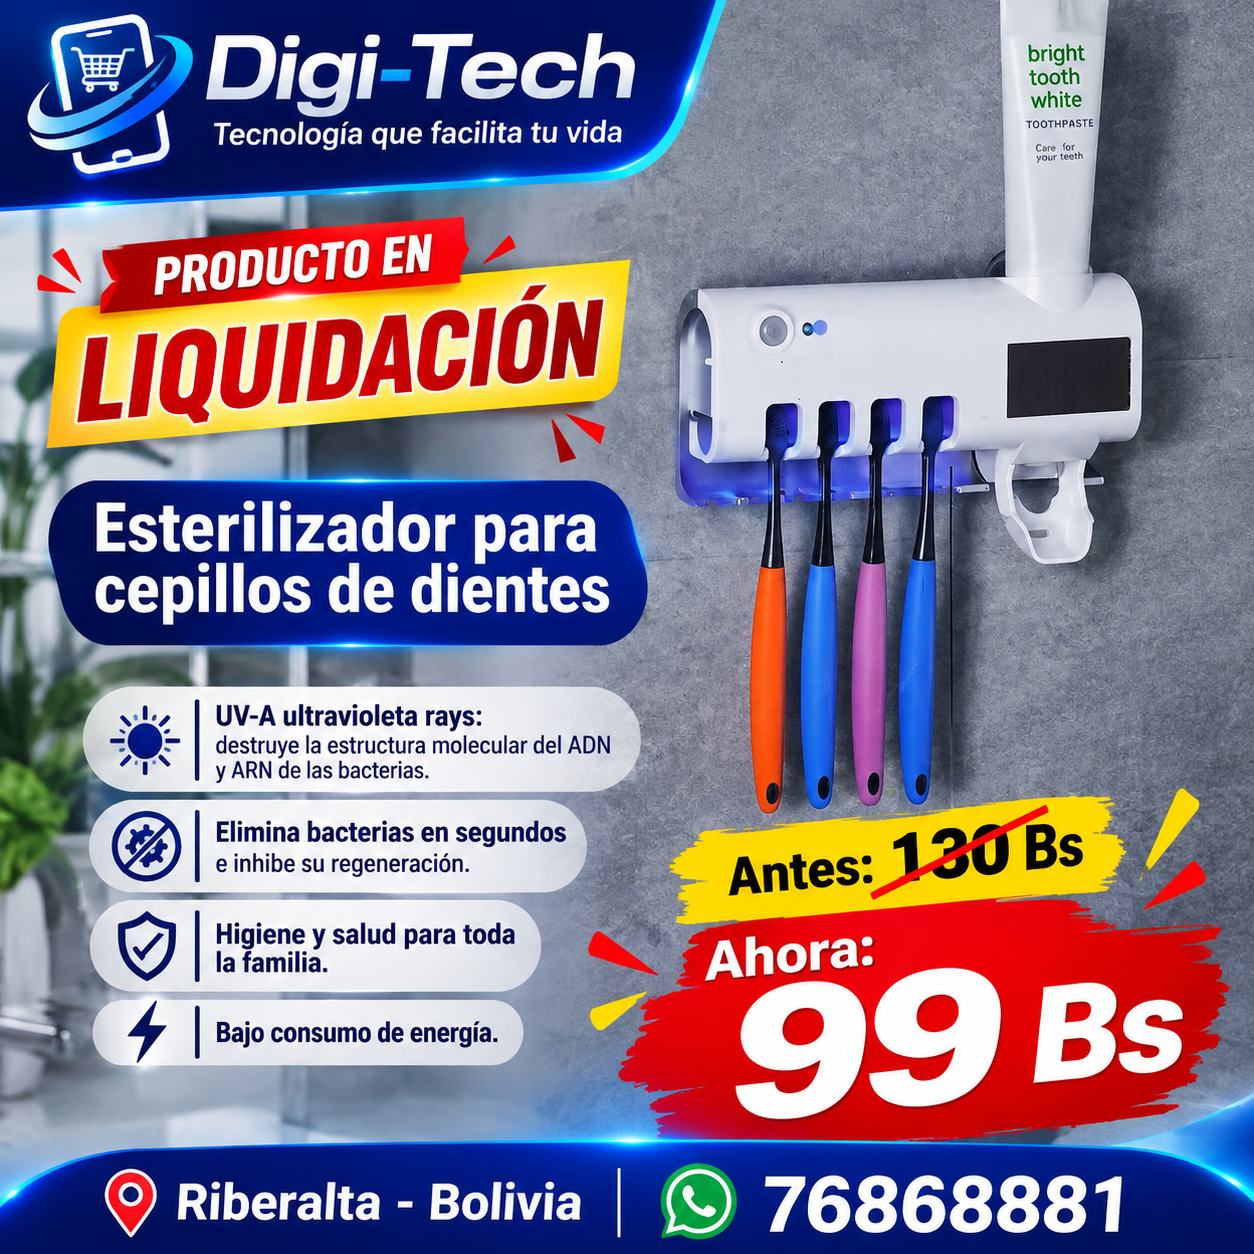 Digi-Tech
Tecnología que facilita tu vida
bright
tooth
white
TOOTHPASTE
Care for
your teeth
PRODUCTO EN
LIQUIDACIÓN
Esterilizador para
cepillos de dientes
UV-A ultravioleta rays:
destruye la estructura molecular del ADN
y ARN de las bacterias.
Elimina bacterias en segundos
e inhibe su regeneración.
Higiene y salud para toda
la familia.
Bajo consumo de energía.
Antes: 130 Bs
Ahora:
99 Bs
Riberalta - Bolivia
76868881